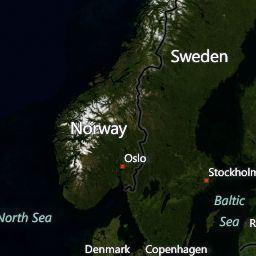 Sweden
Norway
Oslo
Stockholm
Baltic
Sea
North Sea
Denmark
Copenhagen
R